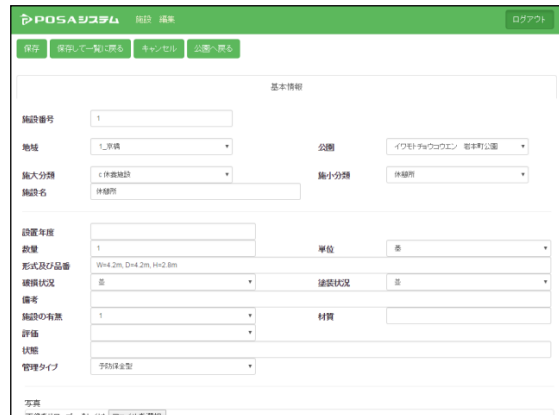 POSAシステム 施設 編集 ログアウト
保存 保存して一覧に戻る キャンセル 公園へ戻る
基本情報
施設番号 1
地域 1_京橋 公園 イワモトチョウコウエン 岩本町公園
施大分類 c 休養施設 施小分類 休憩所
施設名 休憩所
設置年度
数量 1 単位 基
形式及び品番 W=4.2m, D=4.2m, H=2.8m
破損状況 塗装状況
備考
施設の有無 1 材質
評価
状態
管理タイプ 予防保全型
写真